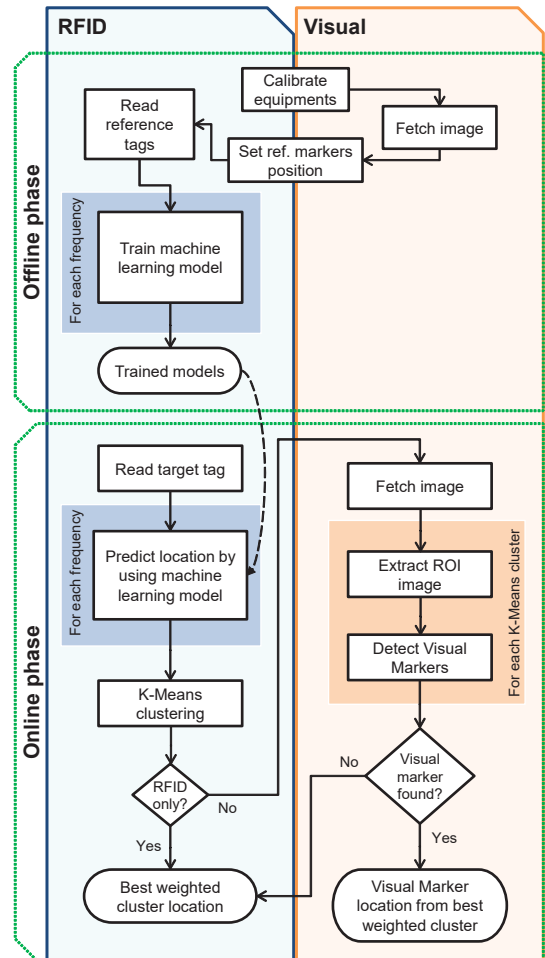 RFID
Visual
Offline phase
Calibrate
equipments
Read
reference
tags
Fetch image
Set ref. markers
position
For each frequency
Train machine
learning model
Trained models
Online phase
Read target tag
Fetch image
For each frequency
Predict location by
using machine
learning model
Extract ROI
image
For each K-Means cluster
Detect Visual
Markers
K-Means
clustering
RFID
only?
No
Yes
Visual
marker
found?
No
Yes
Best weighted
cluster location
Visual Marker
location from best
weighted cluster